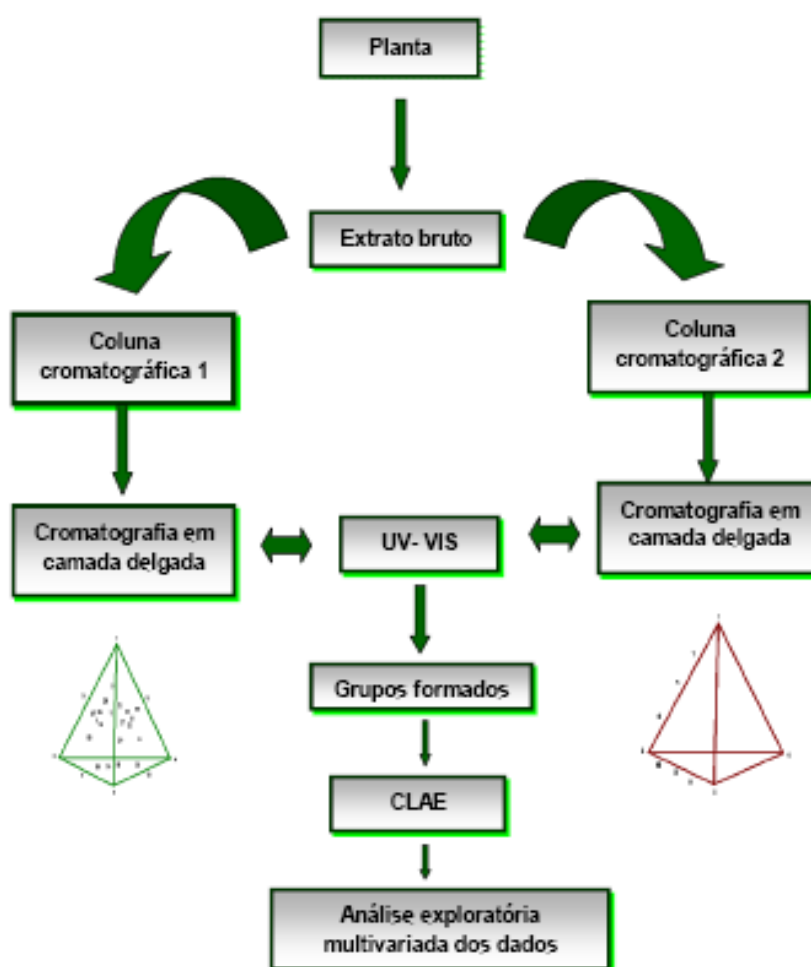 Planta
Extrato bruto
Coluna
cromatográfica 1
Coluna
cromatográfica 2
Cromatografia em
camada delgada
UV- VIS
Cromatografia em
camada delgada
Grupos formados
CLAE
Análise exploratória
multivariada dos dados